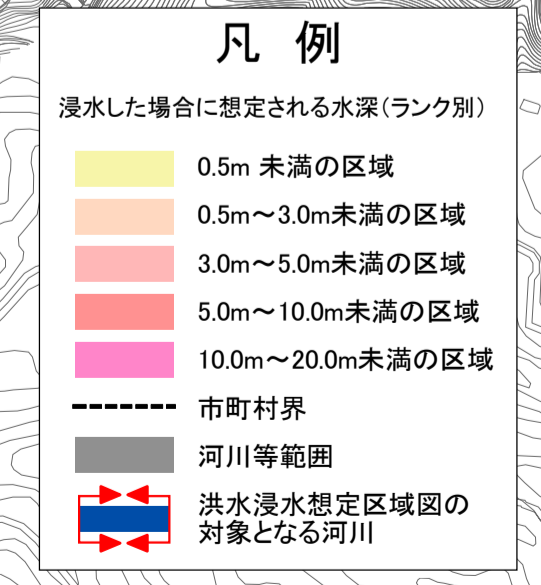 凡 例
浸水した場合に想定される水深(ランク別)
0.5m 未満の区域
0.5m～3.0m未満の区域
3.0m～5.0m未満の区域
5.0m～10.0m未満の区域
10.0m～20.0m未満の区域
市町村界
河川等範囲
洪水浸水想定区域図の
対象となる河川